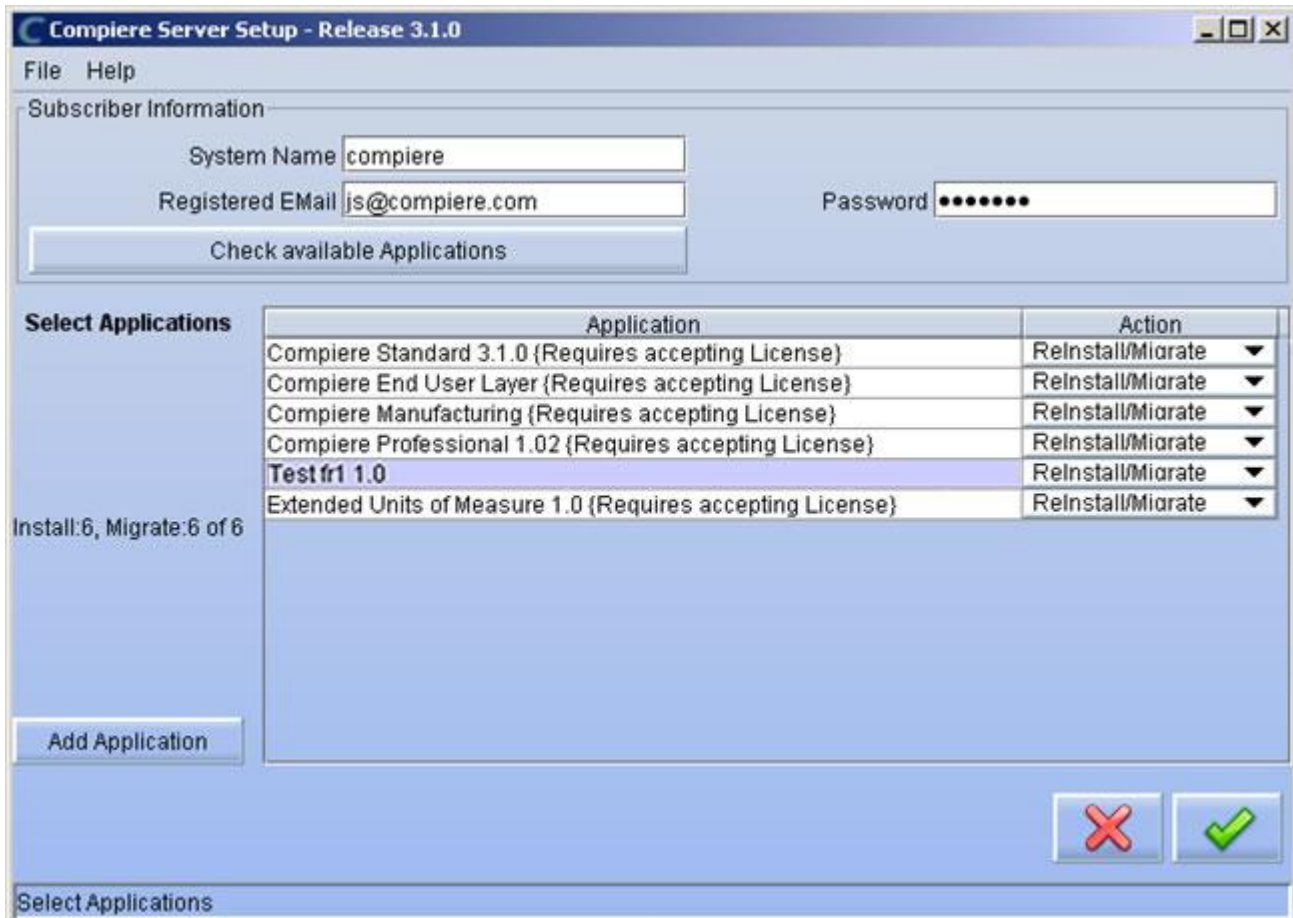 Compiere Server Setup - Release 3.1.0
File Help
Subscriber Information
System Name compiere
Registered EMail js@compiere.com Password •••••••
Check available Applications
Select Applications
Application Action
Compiere Standard 3.1.0 {Requires accepting License} ReInstall/Migrate
Compiere End User Layer {Requires accepting License} ReInstall/Migrate
Compiere Manufacturing {Requires accepting License} ReInstall/Migrate
Compiere Professional 1.02 {Requires accepting License} ReInstall/Migrate
Test fr1 1.0 ReInstall/Migrate
Extended Units of Measure 1.0 {Requires accepting License} ReInstall/Migrate
Install:6, Migrate:6 of 6
Add Application
Select Applications